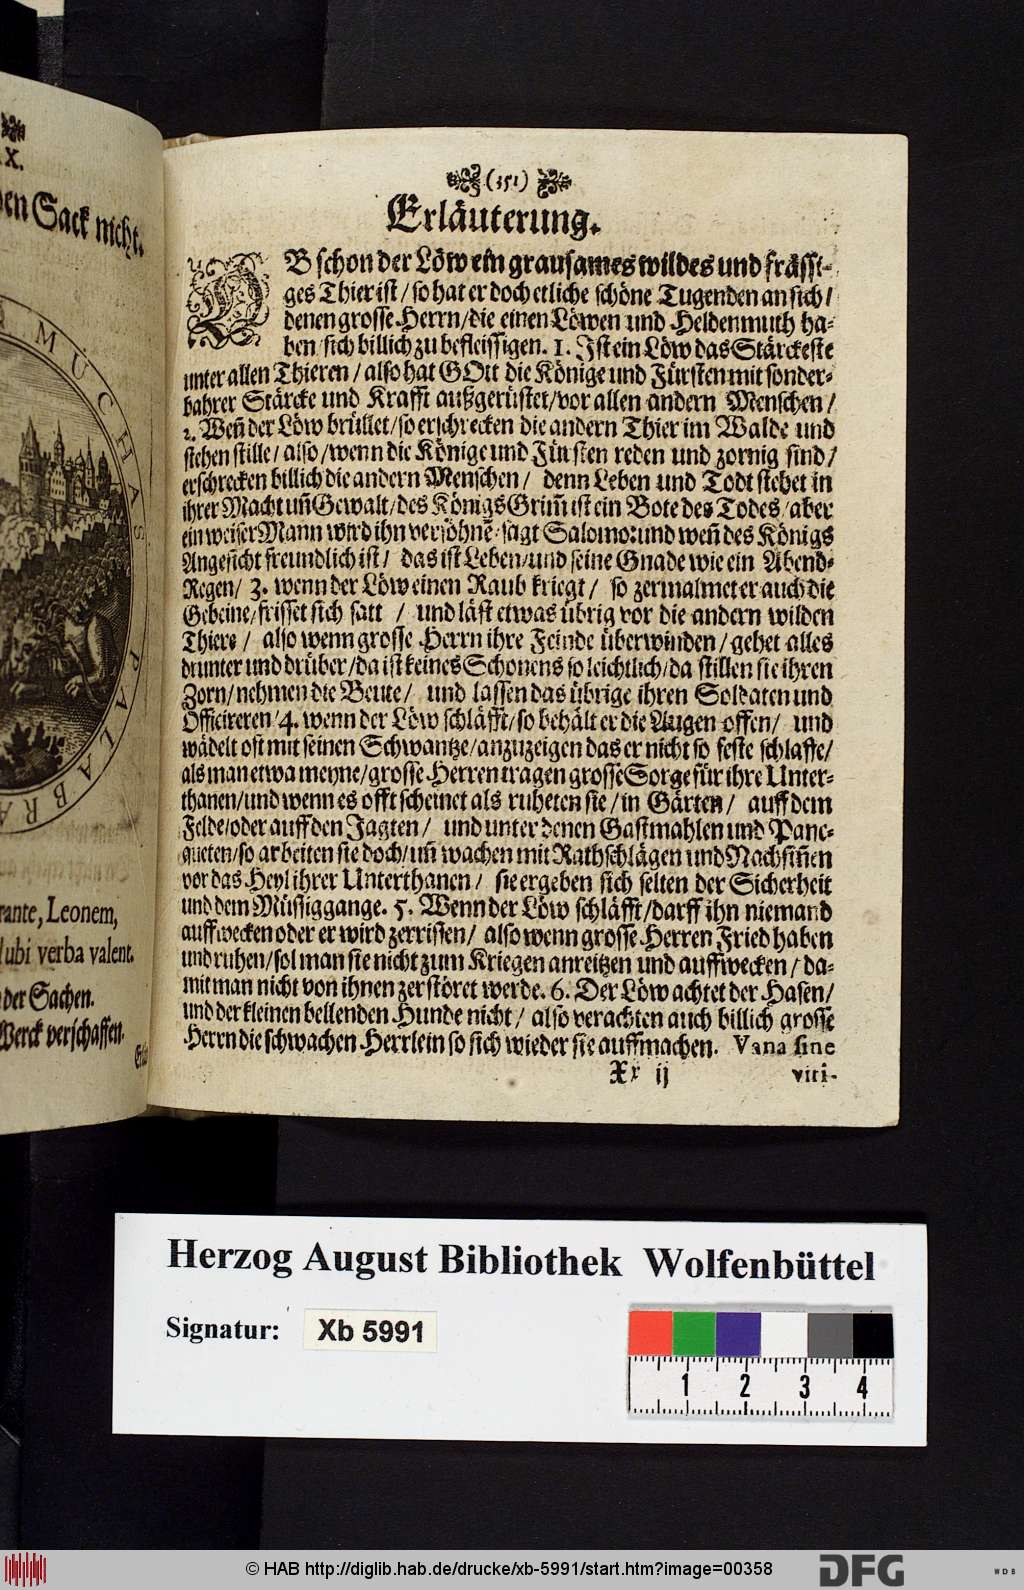 X.
den Sack nicht.
MÜCHAS PALABRA
rante, Leonem,
ubi verba valent.
der Sachen.
Werck verschaffen.
(351)
Erläuterung.
OB schon der Löw ein grausames wildes und frässi-
ges Thier ist / so hat er doch etliche schöne Tugenden an sich /
denen grosse Herrn / die einen Löwen und Heldenmuth ha-
ben / sich billich zu befleissigen. 1. Ist ein Löw das Stärckeste
unter allen Thieren / also hat GOtt die Könige und Fürsten mit sonder-
bahrer Stärcke und Krafft außgerüstet / vor allen andern Menschen /
2. Weñ der Löw brüllet / so erschrecken die andern Thier im Walde und
stehen stille / also / wenn die Könige und Fürsten reden und zornig sind /
erschrecken billich die andern Menschen / denn Leben und Todt stehet in
ihrer Macht uñ Gewalt / des Königs Grim̃ ist ein Bote des Todes / aber
ein weiser Mann wird ihn versöhnẽ / sagt Salomo: und weñ des Königs
Angesicht freundlich ist / das ist Leben / und seine Gnade wie ein Abend-
Regen / 3. wenn der Löw einen Raub kriegt / so zermalmet er auch die
Gebeine / frisset sich satt / und läst etwas übrig vor die andern wilden
Thiere / also wenn grosse Herrn ihre Feinde überwinden / gehet alles
drunter und drüber / da ist keines Schonens so leichtlich / da stillen sie ihren
Zorn / nehmen die Beute / und lassen das übrige ihren Soldaten und
Officireren / 4. wenn der Löw schläfft / so behält er die Augen offen / und
wädelt oft mit seinen Schwantze / anzuzeigen das er nicht so feste schlaffe /
als man etwa meyne / grosse Herren tragen grosse Sorge für ihre Unter-
thanen / und wenn es offt scheinet als ruheten sie / in Gärten / auff dem
Felde / oder auff den Jagten / und unter denen Gastmahlen und Panc-
queten / so arbeiten sie doch / uñ wachen mit Rathschlägen und Nachsiñen
vor das Heyl ihrer Unterthanen / sie ergeben sich selten der Sicherheit
und dem Müssiggange. 5. Wenn der Löw schläfft / darff ihn niemand
auffwecken oder er wird zerrissen / also wenn grosse Herren Fried haben
und ruhen / sol man sie nicht zum Kriegen anreitzen und auffwecken / da-
mit man nicht von ihnen zerstöret werde. 6. Der Löw achtet der Hasen /
und der kleinen bellenden Hunde nicht / also verachten auch billich grosse
Herrn die schwachen Herrlein so sich wieder sie auffmachen. Vana sine
Xx ij viri-
Herzog August Bibliothek Wolfenbüttel
Signatur: Xb 5991
1 2 3 4
© HAB http://diglib.hab.de/drucke/xb-5991/start.htm?image=00358
DFG
WDB